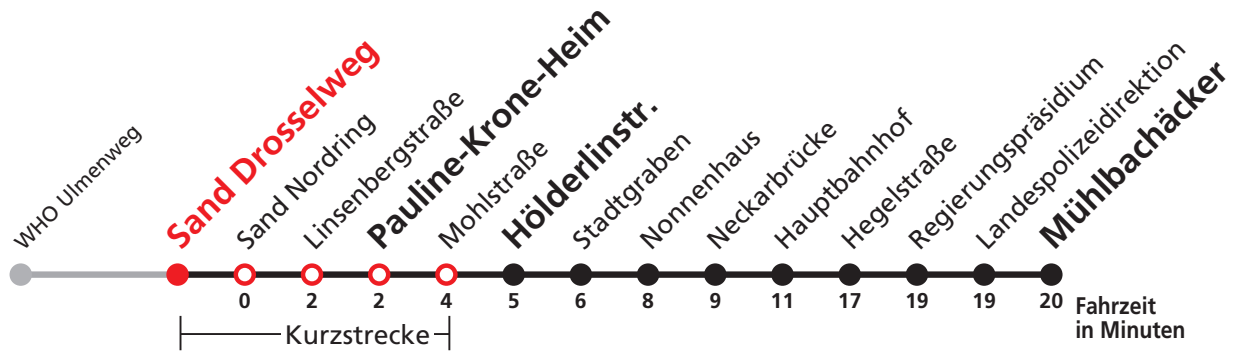 WHO Ulmenweg
Sand Drosselweg
Sand Nordring
Linsenbergstraße
Pauline-Krone-Heim
Mohlstraße
Hölderlinstr.
Stadtgraben
Nonnenhaus
Neckarbrücke
Hauptbahnhof
Hegelstraße
Regierungspräsidium
Landespolizeidirektion
Mühlbachäcker
0 2 2 4 5 6 8 9 11 17 19 19 20
Fahrzeit
in Minuten
Kurzstrecke